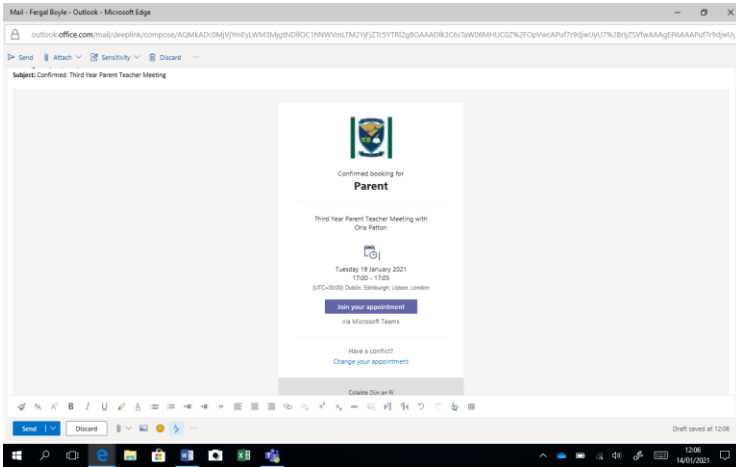 Mail - Fergal Boyle - Outlook - Microsoft Edge
Send Attach Sensitivity Discard ...
Subject: Confirmed: Third Year Parent Teacher Meeting
Confirmed booking for
Parent
Third Year Parent Teacher Meeting with
Orla Patton
Tuesday 19 January 2021
17:00 - 17:05
(UTC+00:00) Dublin, Edinburgh, Lisbon, London
Join your appointment
via Microsoft Teams
Have a conflict?
Change your appointment
Colaiste Dún an Rí
Send Discard Draft saved at 12:06
12:06
14/01/2021